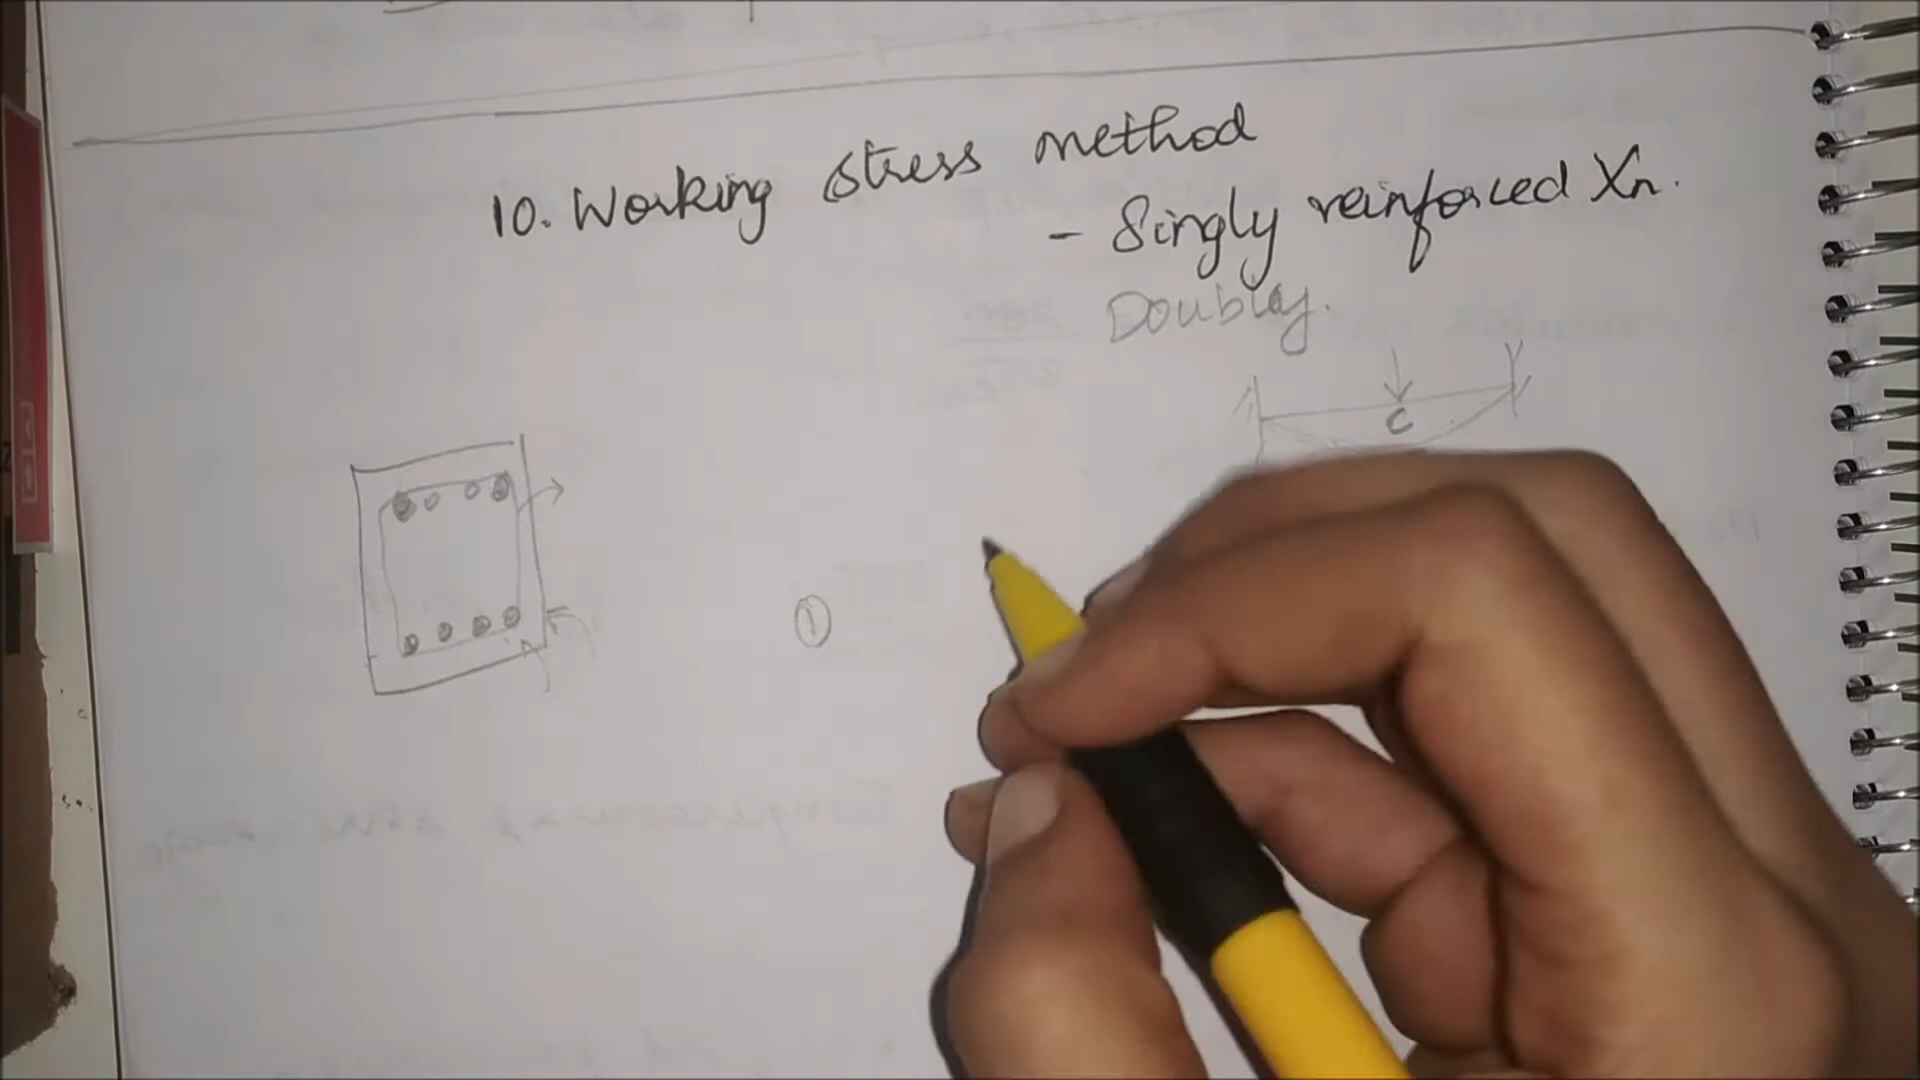 10. Working stress method
- Singly reinforced Xn.
Doubly.
C
1